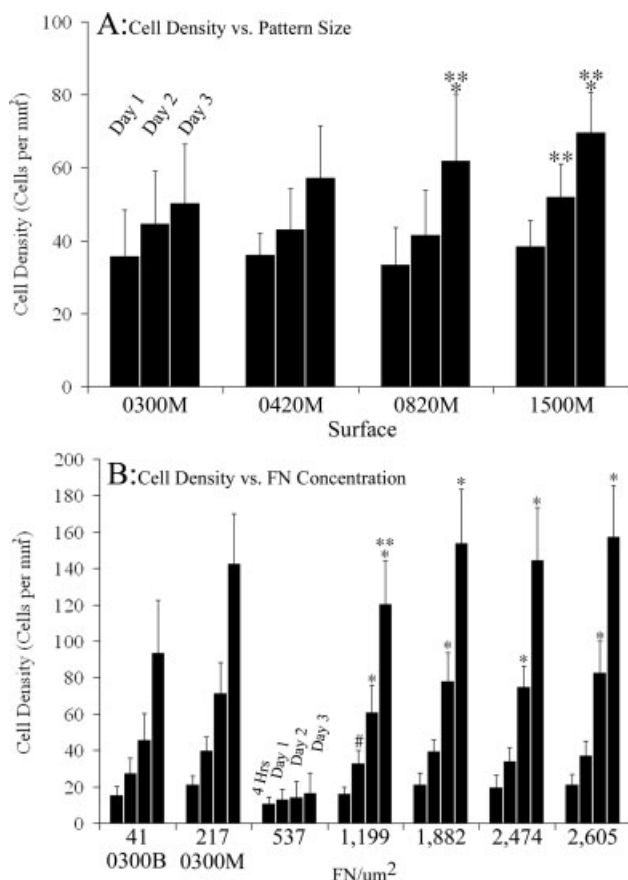 A: Cell Density vs. Pattern Size
Cell Density (Cells per mm²)
100
80
60
40
20
0
Day 1
Day 2
Day 3
**
*
**
**
*
0300M 0420M 0820M 1500M
Surface
B: Cell Density vs. FN Concentration
Cell Density (Cells per mm²)
200
180
160
140
120
100
80
60
40
20
0
4 Hrs
Day 1
Day 2
Day 3
#
*
**
*
*
*
*
*
*
*
41 217 537 1,199 1,882 2,474 2,605
0300B 0300M
FN/um²